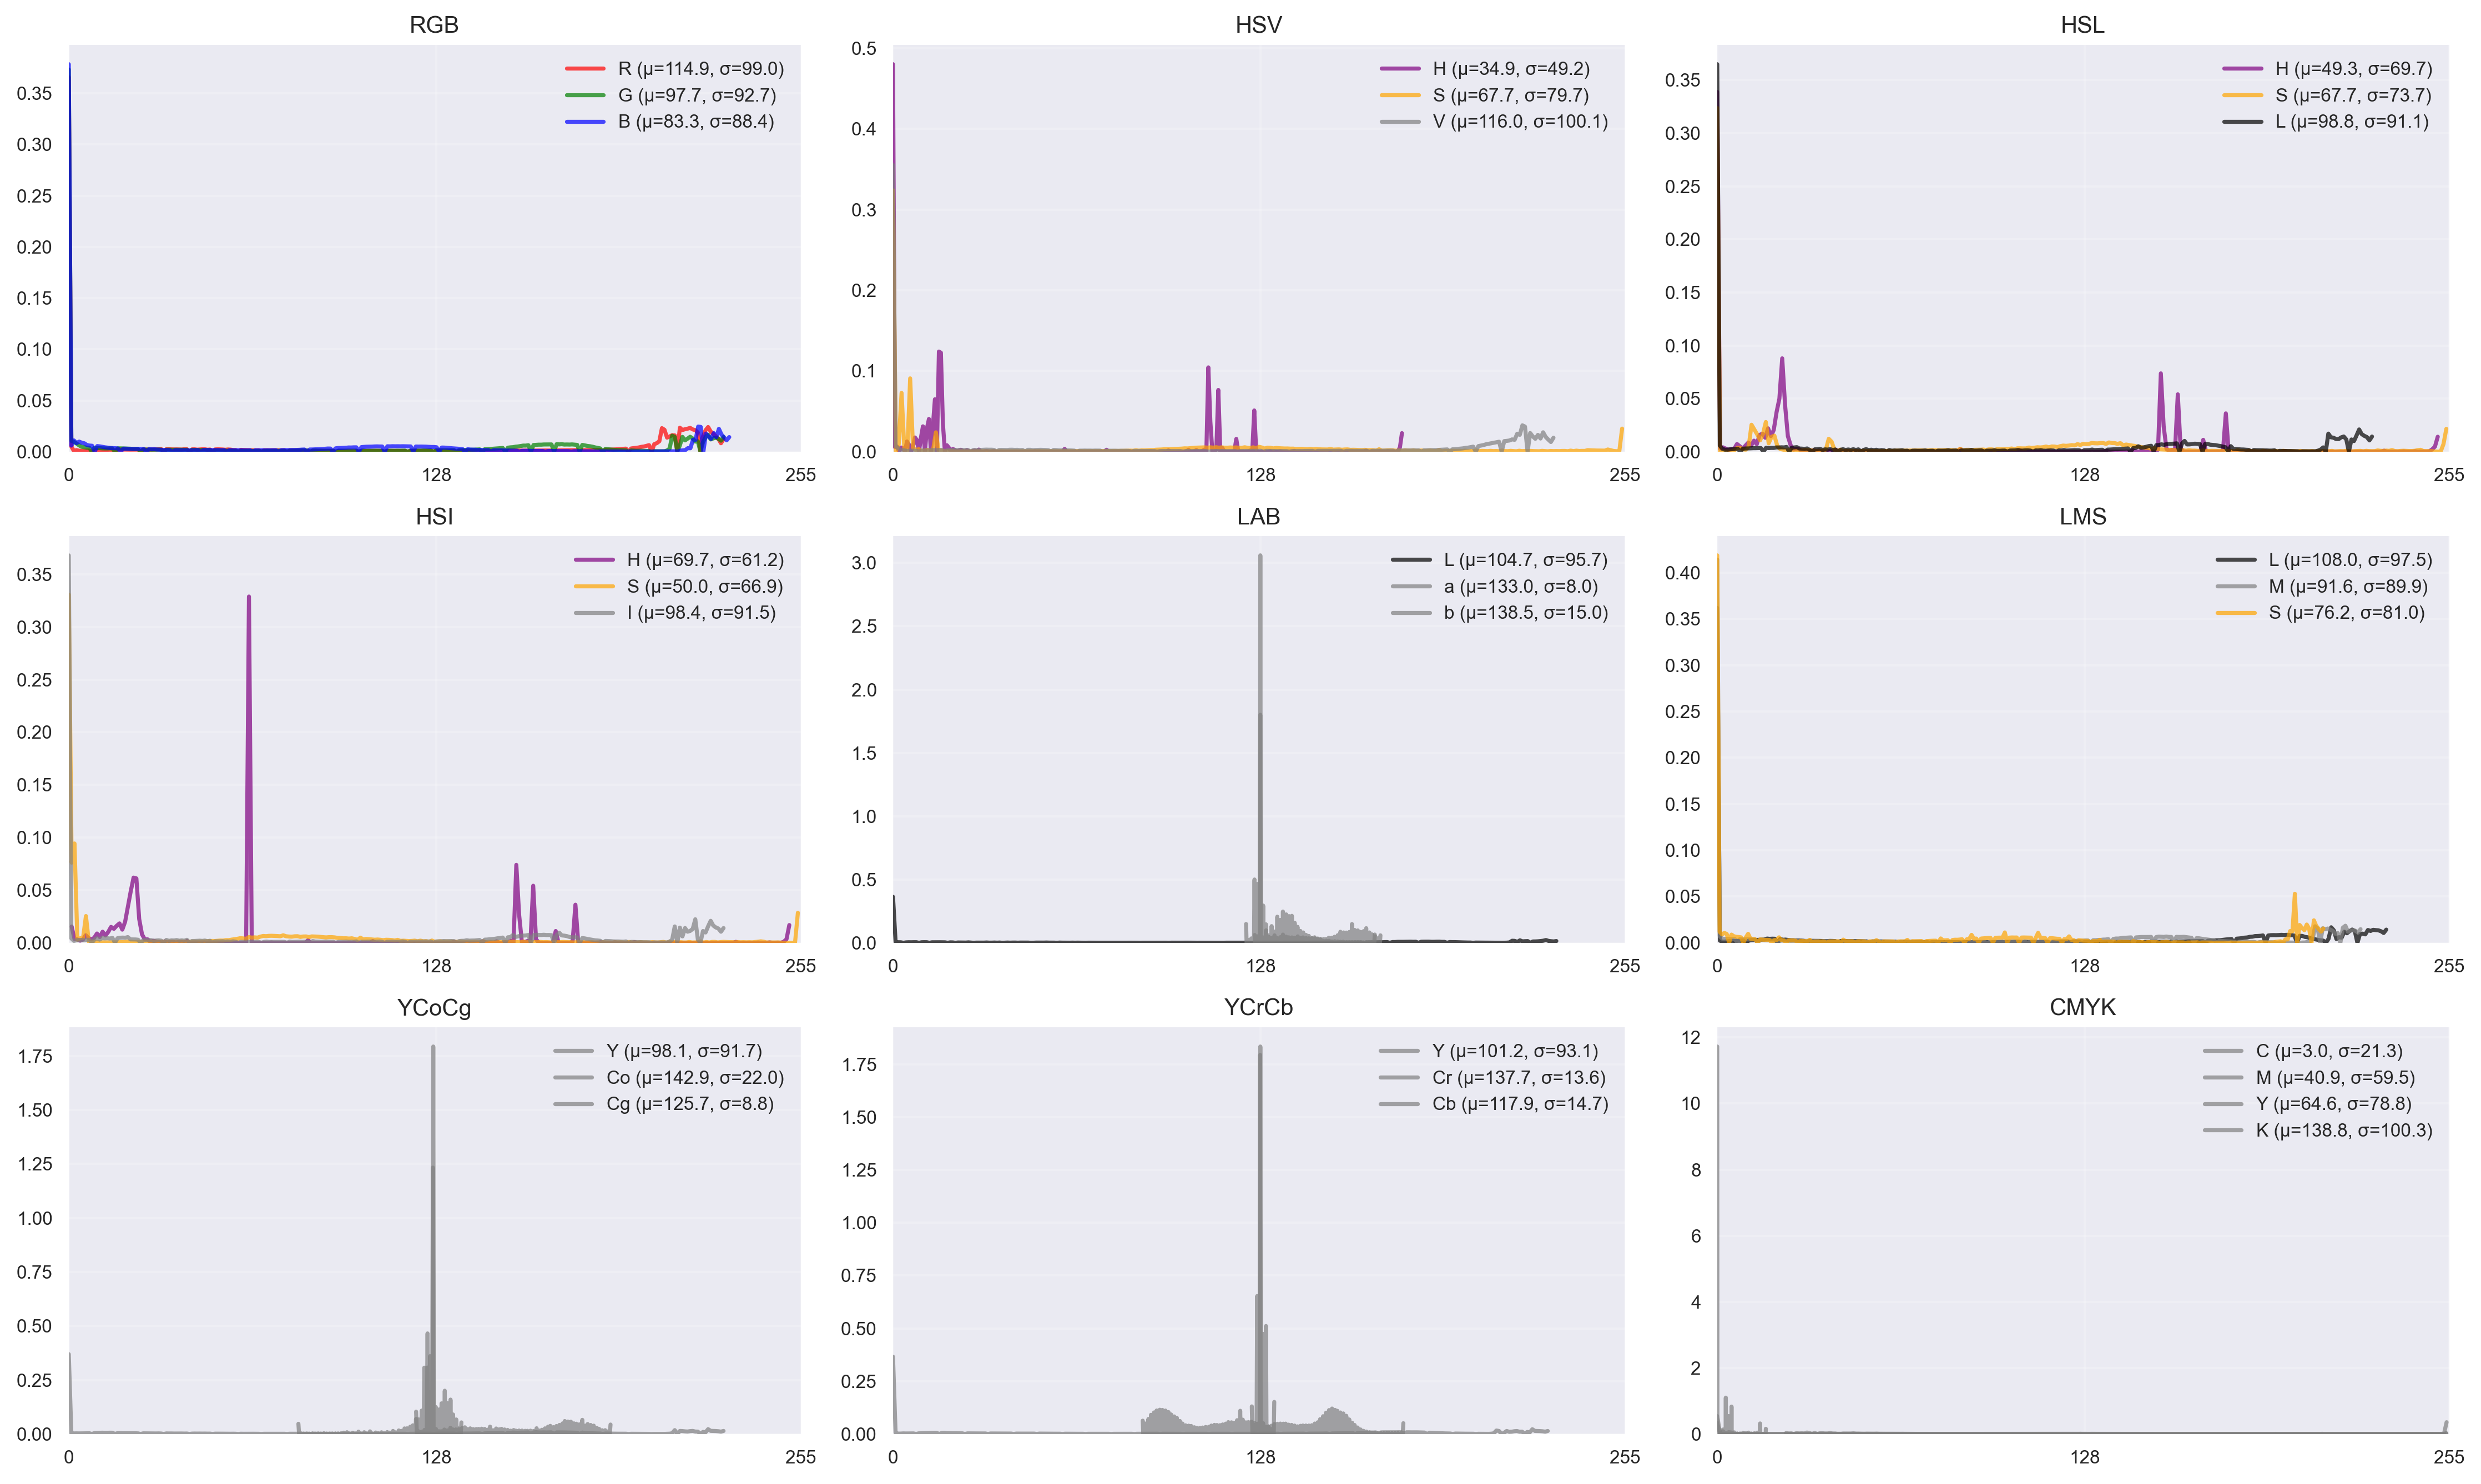 RGB
0.35
0.30
0.25
0.20
0.15
0.10
0.05
0.00
0 128 255
R (μ=114.9, σ=99.0)
G (μ=97.7, σ=92.7)
B (μ=83.3, σ=88.4)
HSV
0.5
0.4
0.3
0.2
0.1
0.0
0 128 255
H (μ=34.9, σ=49.2)
S (μ=67.7, σ=79.7)
V (μ=116.0, σ=100.1)
HSL
0.35
0.30
0.25
0.20
0.15
0.10
0.05
0.00
0 128 255
H (μ=49.3, σ=69.7)
S (μ=67.7, σ=73.7)
L (μ=98.8, σ=91.1)
HSI
0.35
0.30
0.25
0.20
0.15
0.10
0.05
0.00
0 128 255
H (μ=69.7, σ=61.2)
S (μ=50.0, σ=66.9)
I (μ=98.4, σ=91.5)
LAB
3.0
2.5
2.0
1.5
1.0
0.5
0.0
0 128 255
L (μ=104.7, σ=95.7)
a (μ=133.0, σ=8.0)
b (μ=138.5, σ=15.0)
LMS
0.40
0.35
0.30
0.25
0.20
0.15
0.10
0.05
0.00
0 128 255
L (μ=108.0, σ=97.5)
M (μ=91.6, σ=89.9)
S (μ=76.2, σ=81.0)
YCoCg
1.75
1.50
1.25
1.00
0.75
0.50
0.25
0.00
0 128 255
Y (μ=98.1, σ=91.7)
Co (μ=142.9, σ=22.0)
Cg (μ=125.7, σ=8.8)
YCrCb
1.75
1.50
1.25
1.00
0.75
0.50
0.25
0.00
0 128 255
Y (μ=101.2, σ=93.1)
Cr (μ=137.7, σ=13.6)
Cb (μ=117.9, σ=14.7)
CMYK
12
10
8
6
4
2
0
0 128 255
C (μ=3.0, σ=21.3)
M (μ=40.9, σ=59.5)
Y (μ=64.6, σ=78.8)
K (μ=138.8, σ=100.3)